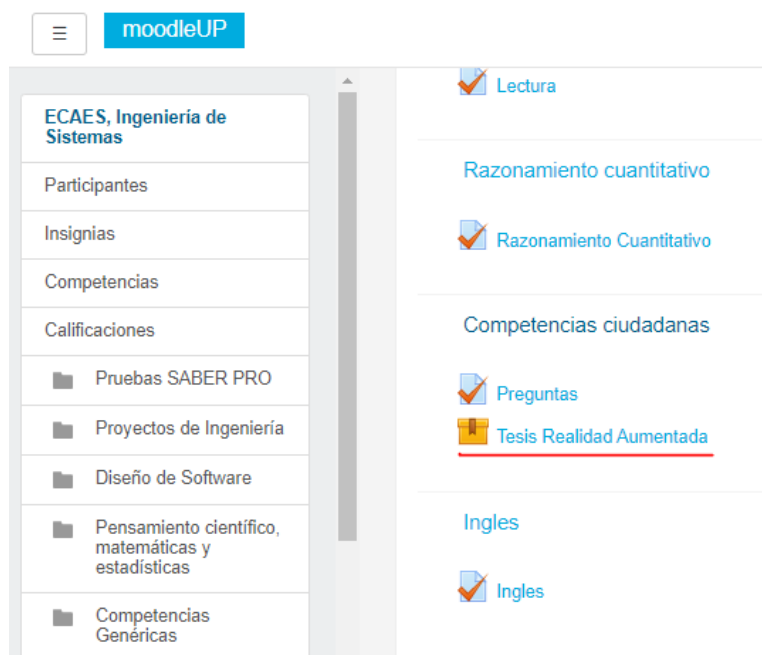 ☰ moodleUP
ECAES, Ingeniería de
Sistemas
Participantes
Insignias
Competencias
Calificaciones
Pruebas SABER PRO
Proyectos de Ingeniería
Diseño de Software
Pensamiento científico,
matemáticas y
estadísticas
Competencias
Genéricas
Lectura
Razonamiento cuantitativo
Razonamiento Cuantitativo
Competencias ciudadanas
Preguntas
Tesis Realidad Aumentada
Ingles
Ingles